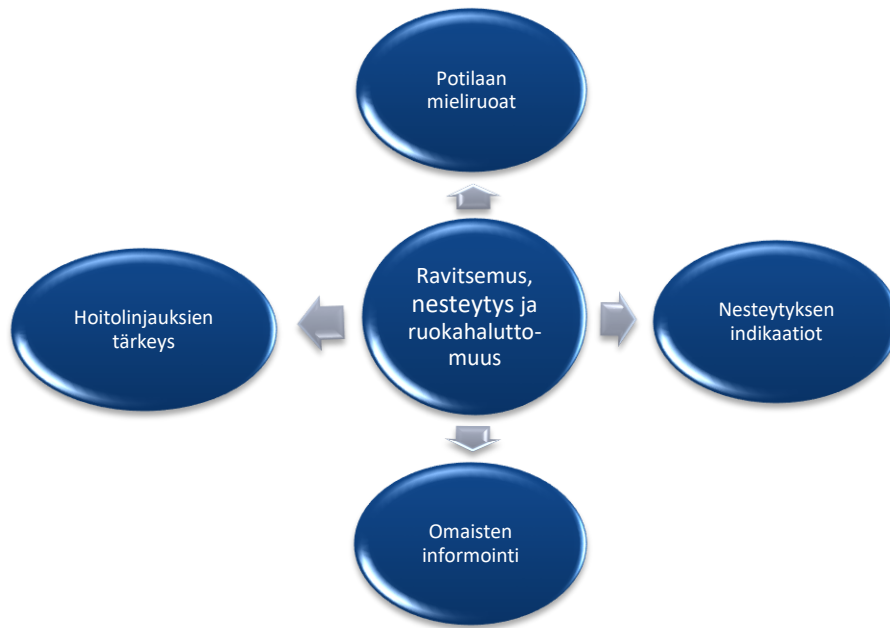 Potilaan
mieliruoat
Hoitolinjauksien
tärkeys
Ravitsemus,
nesteytys ja
ruokahalutto-
muus
Nesteytyksen
indikaatiot
Omaisten
informointi